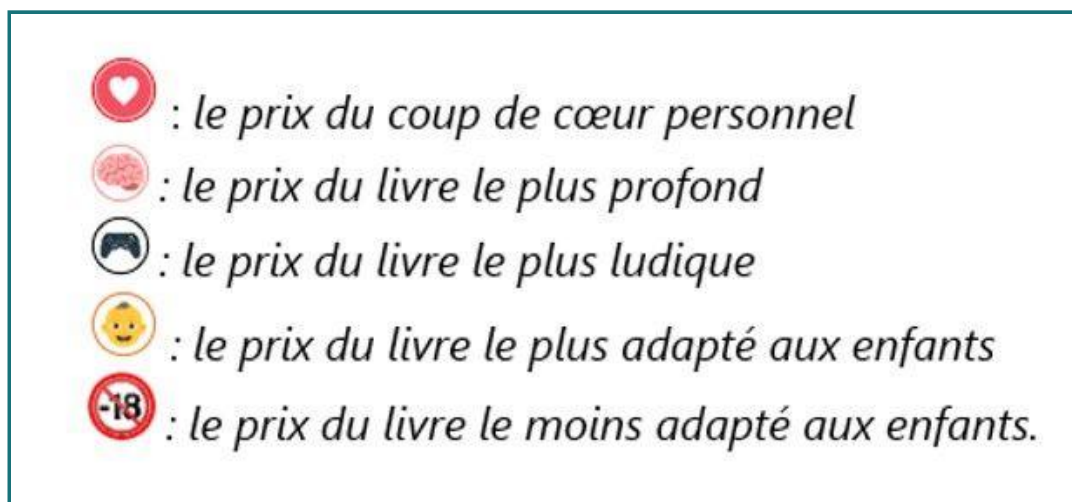 : le prix du coup de cœur personnel
: le prix du livre le plus profond
: le prix du livre le plus ludique
: le prix du livre le plus adapté aux enfants
-18 : le prix du livre le moins adapté aux enfants.